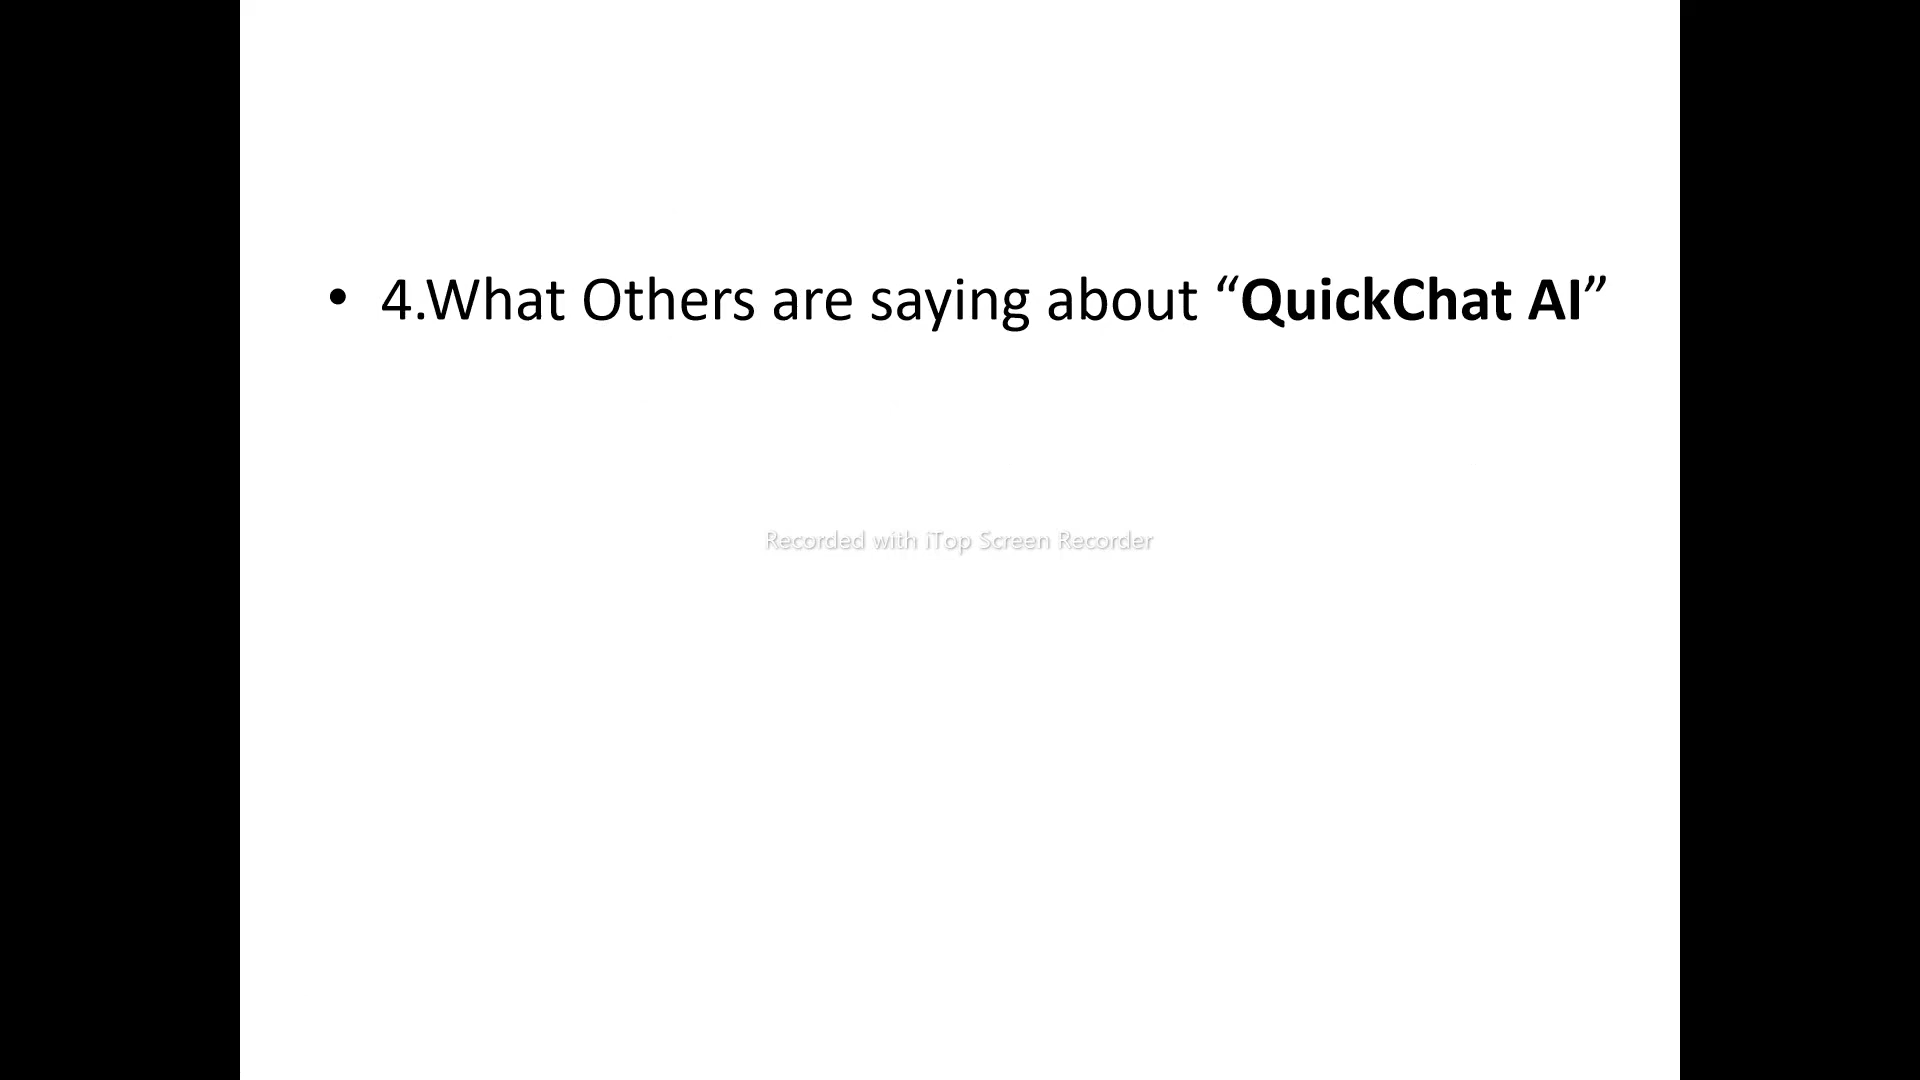 • 4.What Others are saying about “QuickChat AI”
Recorded with iTop Screen Recorder